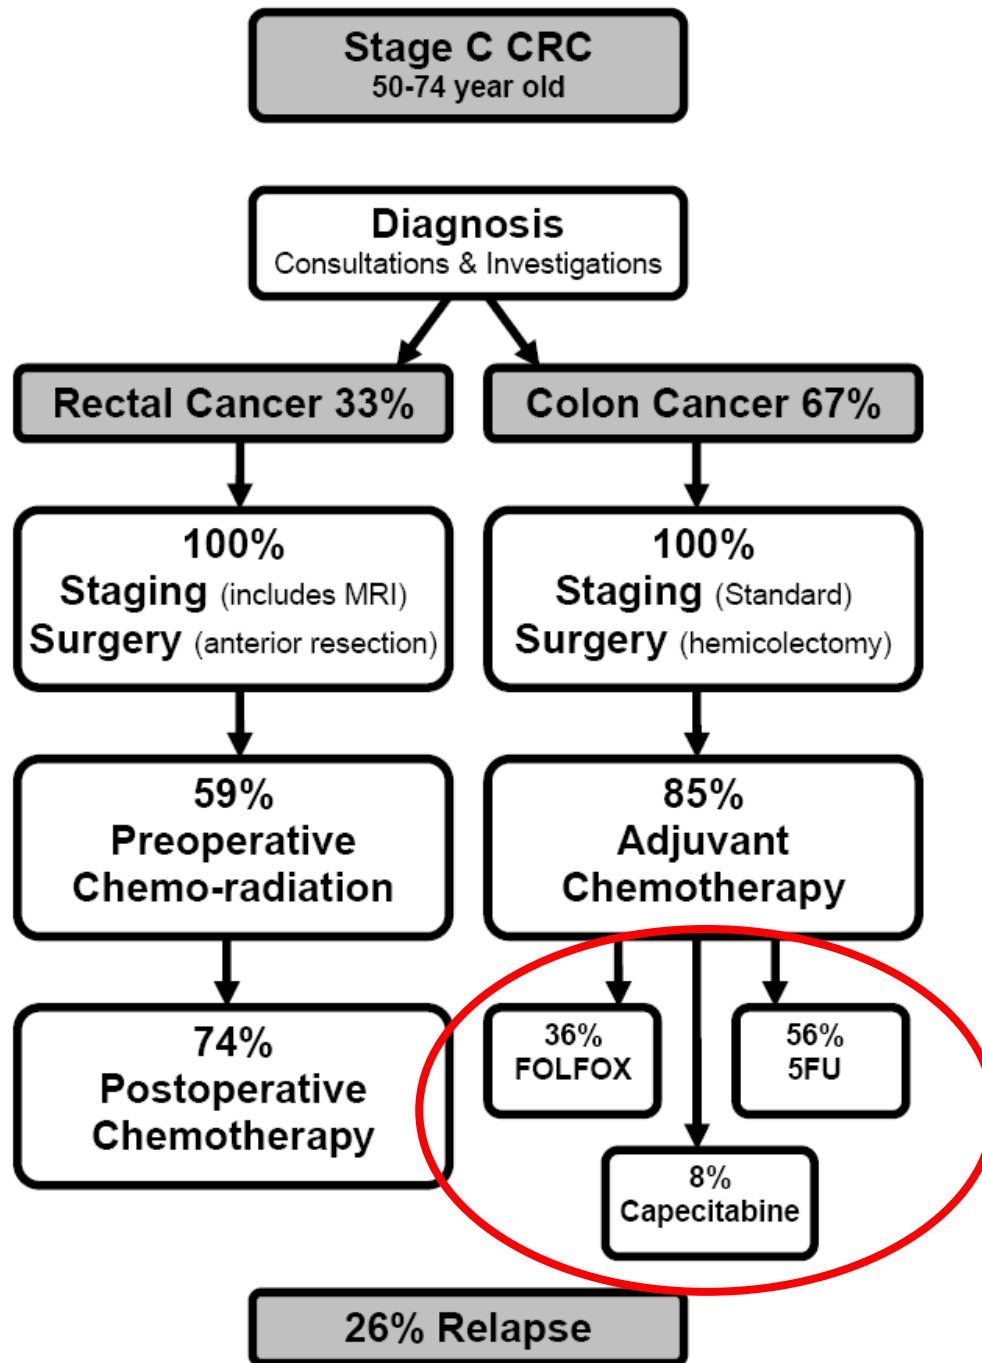 Stage C CRC
50-74 year old
Diagnosis
Consultations & Investigations
Rectal Cancer 33%
Colon Cancer 67%
100%
Staging (includes MRI)
Surgery (anterior resection)
100%
Staging (Standard)
Surgery (hemicolectomy)
59%
Preoperative
Chemo-radiation
85%
Adjuvant
Chemotherapy
74%
Postoperative
Chemotherapy
36%
FOLFOX
56%
5FU
8%
Capecitabine
26% Relapse